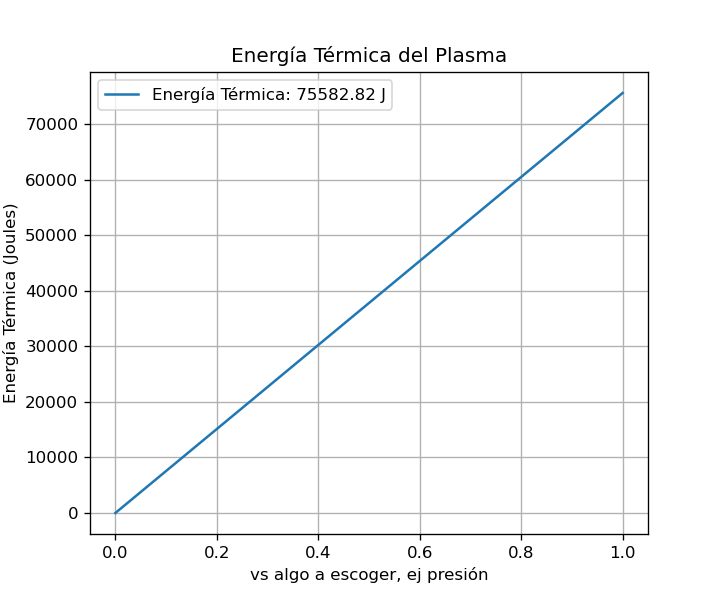 Energía Térmica del Plasma
Energía Térmica: 75582.82 J
Energía Térmica (Joules)
70000
60000
50000
40000
30000
20000
10000
0
0.0 0.2 0.4 0.6 0.8 1.0
vs algo a escoger, ej presión